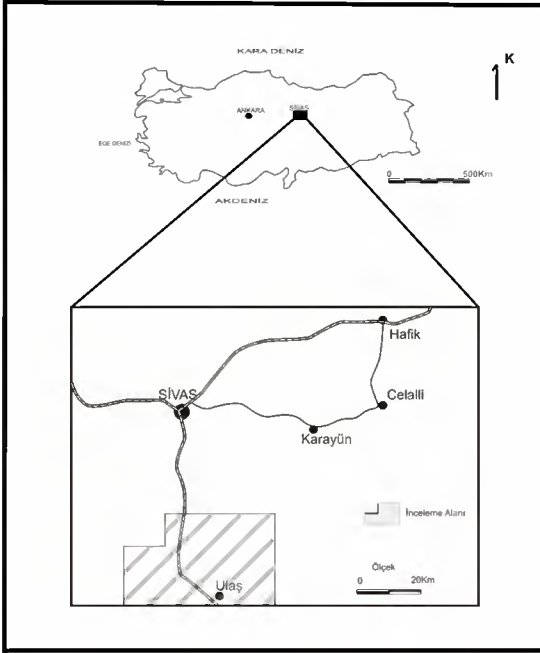 KARA DENİZ
K
ANKARA
SİVAS
EGE DENİZİ
0 500Km
AKDENİZ
Hafik
SİVAS
Celalli
Karayün
İnceleme Alanı
Ölçek
0 20Km
Ulaş